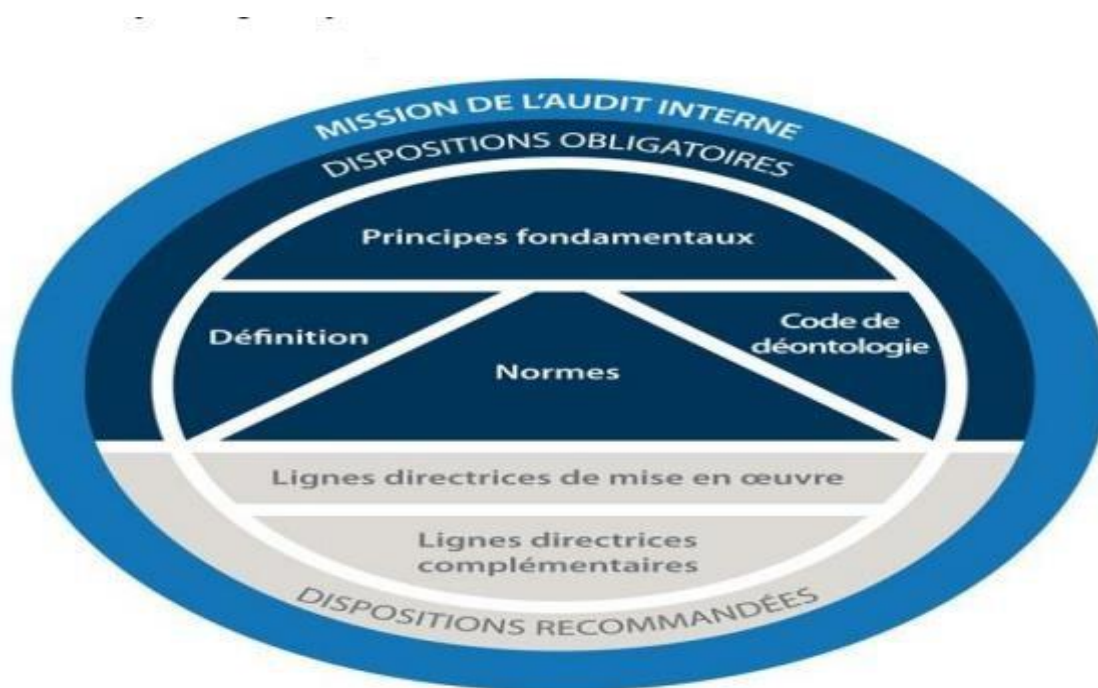 MISSION DE L'AUDIT INTERNE
DISPOSITIONS OBLIGATOIRES
Principes fondamentaux
Définition
Code de
déontologie
Normes
Lignes directrices de mise en œuvre
Lignes directrices
complémentaires
DISPOSITIONS RECOMMANDÉES